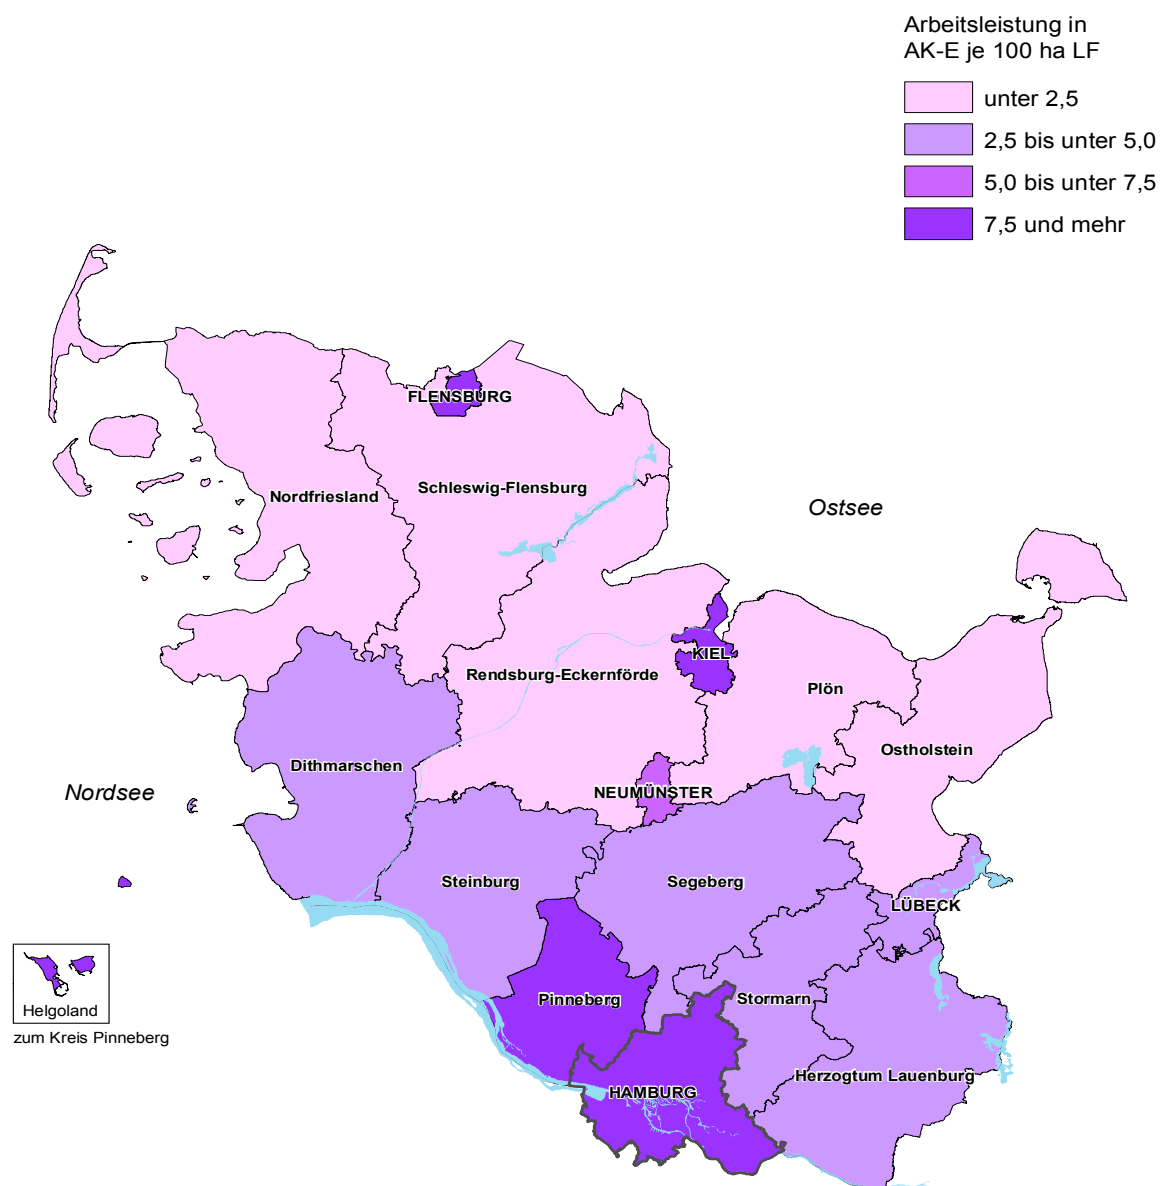 Arbeitsleistung in
AK-E je 100 ha LF
unter 2,5
2,5 bis unter 5,0
5,0 bis unter 7,5
7,5 und mehr
FLENSBURG
Schleswig-Flensburg
Nordfriesland
Ostsee
KIEL
Rendsburg-Eckernförde
Plön
Ostholstein
Dithmarschen
Nordsee
NEUMÜNSTER
Steinburg
Segeberg
LÜBECK
Pinneberg
Stormarn
Helgoland
zum Kreis Pinneberg
Herzogtum Lauenburg
HAMBURG